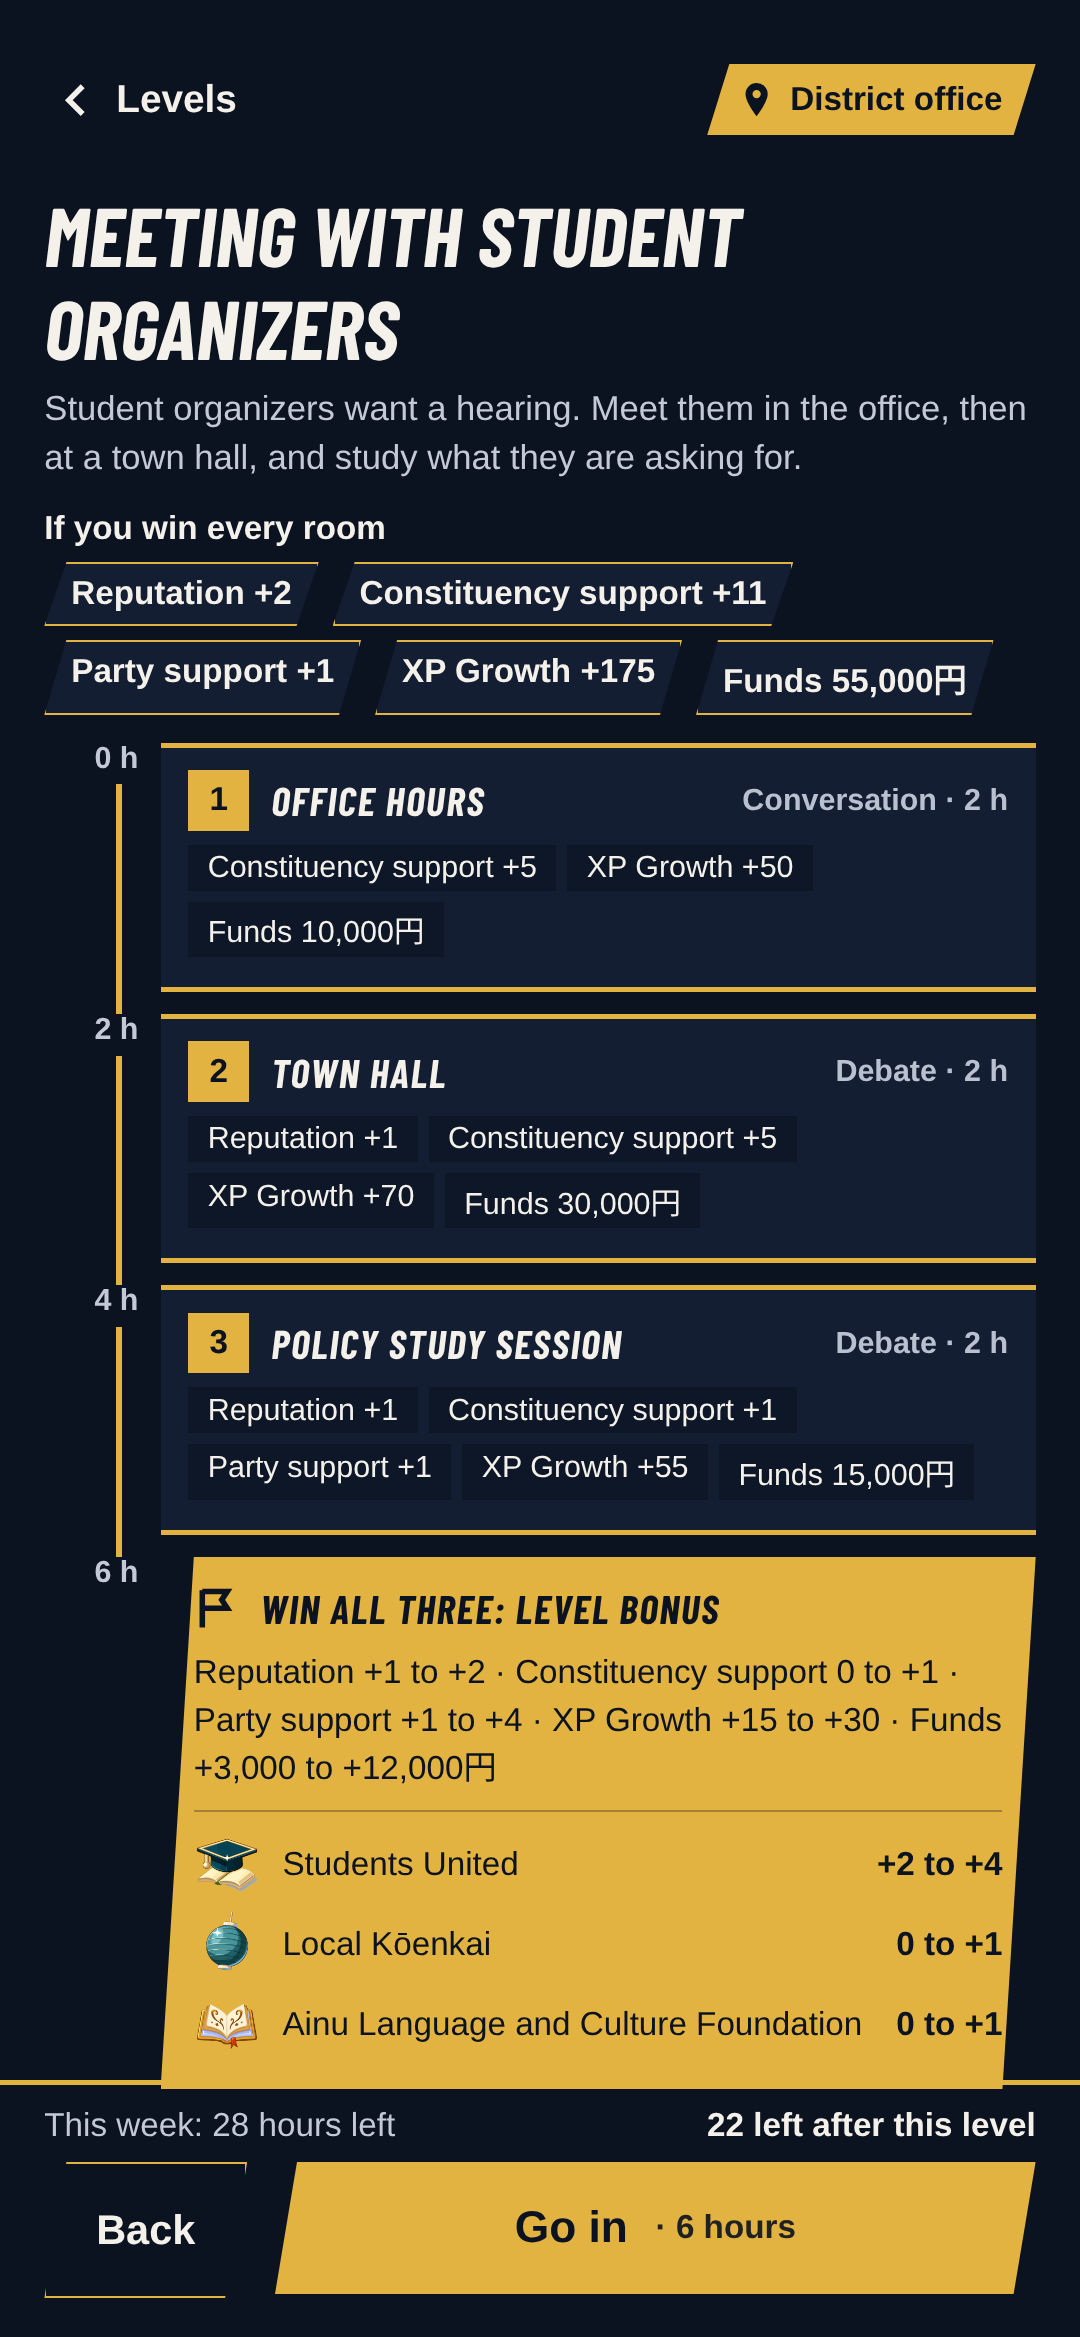 Levels
District office
MEETING WITH STUDENT
ORGANIZERS
Student organizers want a hearing. Meet them in the office, then
at a town hall, and study what they are asking for.
If you win every room
Reputation +2
Constituency support +11
Party support +1
XP Growth +175
Funds 55,000円
0 h
1
OFFICE HOURS
Conversation · 2 h
Constituency support +5
XP Growth +50
Funds 10,000円
2 h
2
TOWN HALL
Debate · 2 h
Reputation +1
Constituency support +5
XP Growth +70
Funds 30,000円
4 h
3
POLICY STUDY SESSION
Debate · 2 h
Reputation +1
Constituency support +1
Party support +1
XP Growth +55
Funds 15,000円
6 h
WIN ALL THREE: LEVEL BONUS
Reputation +1 to +2 · Constituency support 0 to +1 ·
Party support +1 to +4 · XP Growth +15 to +30 · Funds
+3,000 to +12,000円
Students United
+2 to +4
Local Kōenkai
0 to +1
Ainu Language and Culture Foundation
0 to +1
This week: 28 hours left
22 left after this level
Back
Go in · 6 hours